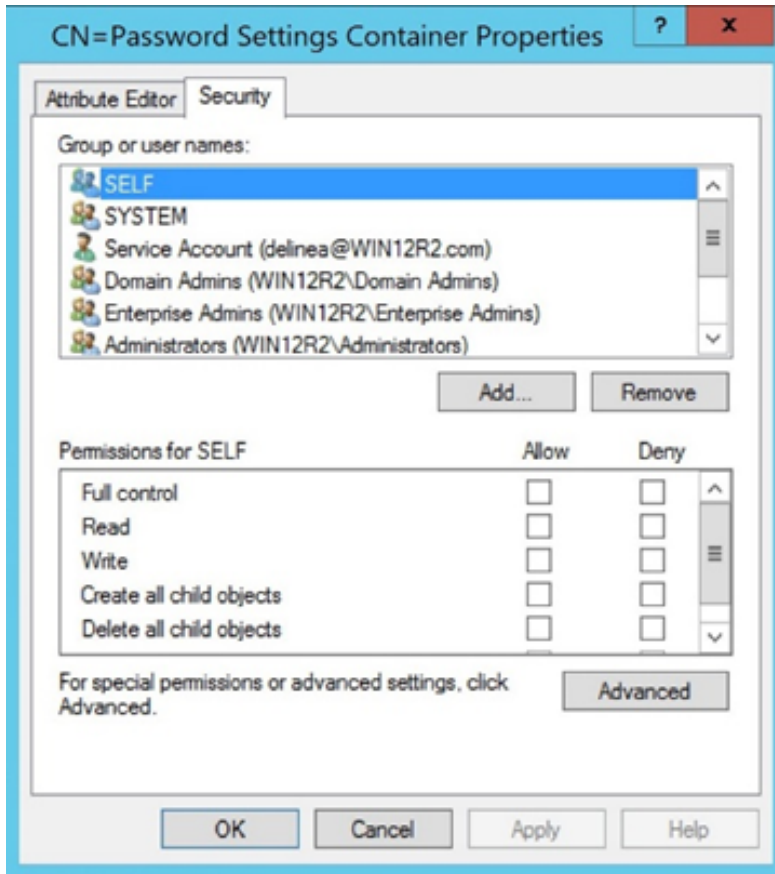 CN=Password Settings Container Properties
?
x
Attribute Editor
Security
Group or user names:
SELF
SYSTEM
Service Account (delinea@WIN12R2.com)
Domain Admins (WIN12R2\Domain Admins)
Enterprise Admins (WIN12R2\Enterprise Admins)
Administrators (WIN12R2\Administrators)
Add...
Remove
Permissions for SELF
Allow
Deny
Full control
Read
Write
Create all child objects
Delete all child objects
For special permissions or advanced settings, click
Advanced.
Advanced
OK
Cancel
Apply
Help